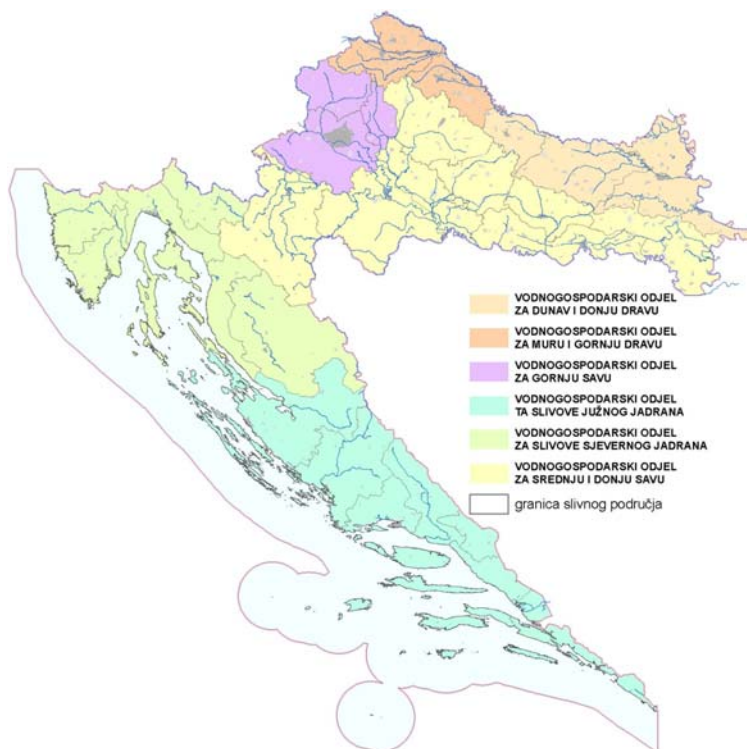 VODNOGOSPODARSKI ODJEL
ZA DUNAV I DONJU DRAVU
VODNOGOSPODARSKI ODJEL
ZA MURU I GORNJU DRAVU
VODNOGOSPODARSKI ODJEL
ZA GORNJU SAVU
VODNOGOSPODARSKI ODJEL
TA SLIVOVE JUŽNOG JADRANA
VODNOGOSPODARSKI ODJEL
ZA SLIVOVE SJEVERNOG JADRANA
VODNOGOSPODARSKI ODJEL
ZA SREDNJU I DONJU SAVU
granica slivnog područja